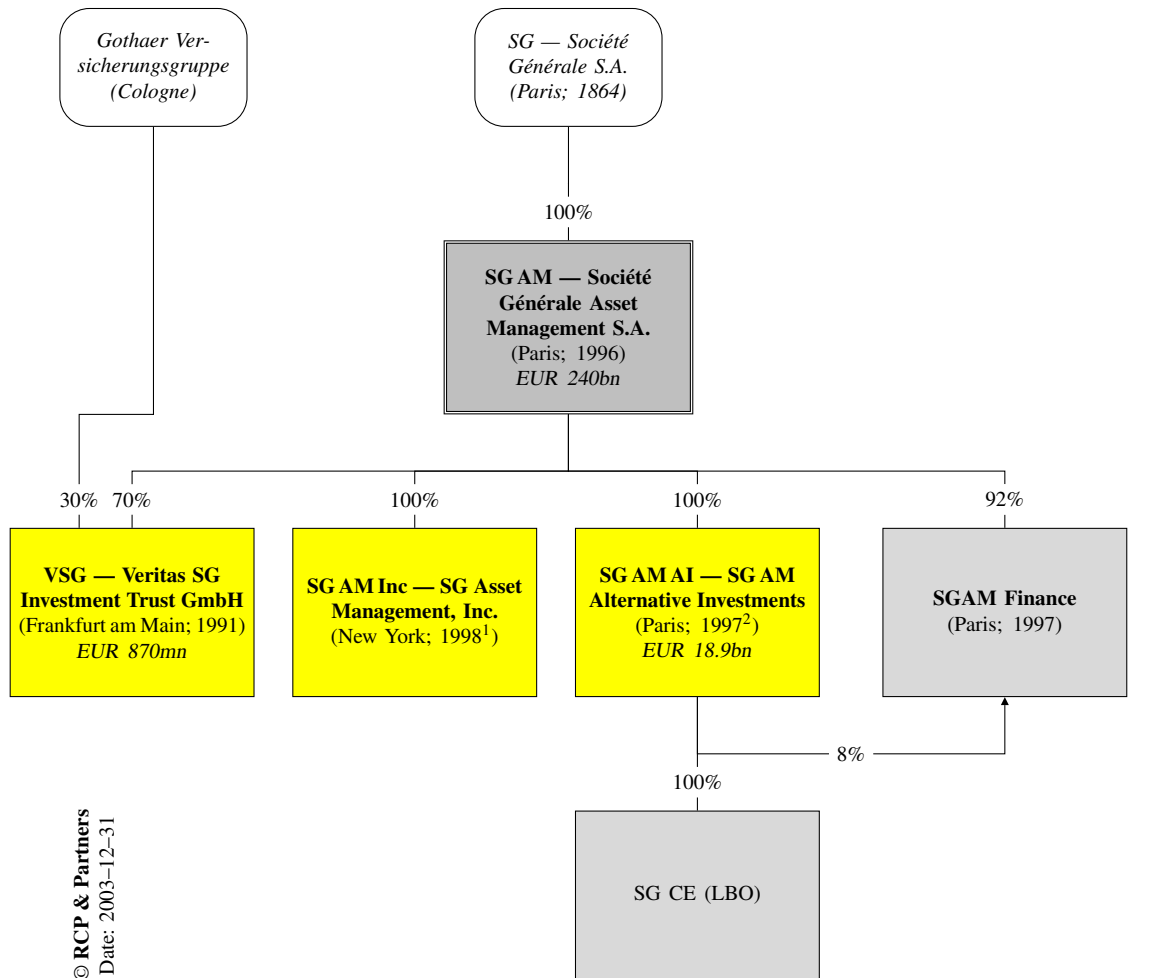 Gothaer Ver-
sicherungsgruppe
(Cologne)
SG — Société
Générale S.A.
(Paris; 1864)
100%
SG AM — Société
Générale Asset
Management S.A.
(Paris; 1996)
EUR 240bn
30% 70% 100% 100% 92%
VSG — Veritas SG
Investment Trust GmbH
(Frankfurt am Main; 1991)
EUR 870mn
SG AM Inc — SG Asset
Management, Inc.
(New York; 1998¹)
SG AM AI — SG AM
Alternative Investments
(Paris; 1997²)
EUR 18.9bn
SGAM Finance
(Paris; 1997)
8%
100%
SG CE (LBO)
© RCP & Partners
Date: 2003–12–31